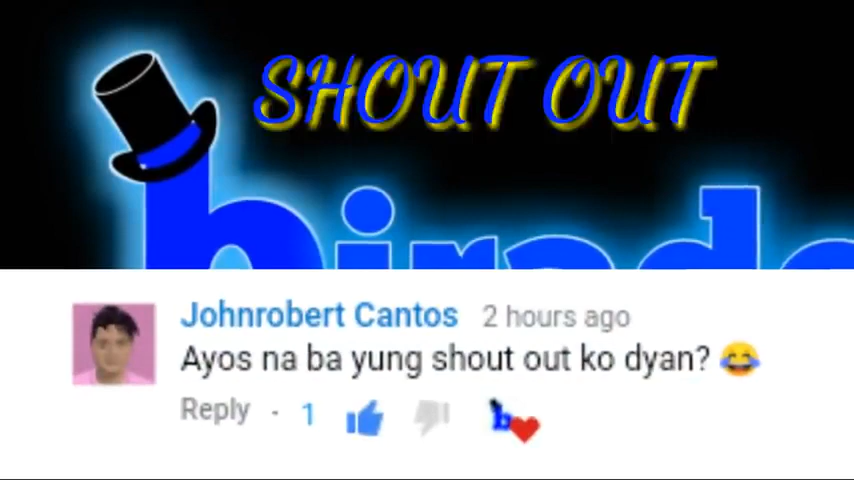 SHOUT OUT
Johnrobert Cantos 2 hours ago
Ayos na ba yung shout out ko dyan? 😂
Reply · 1